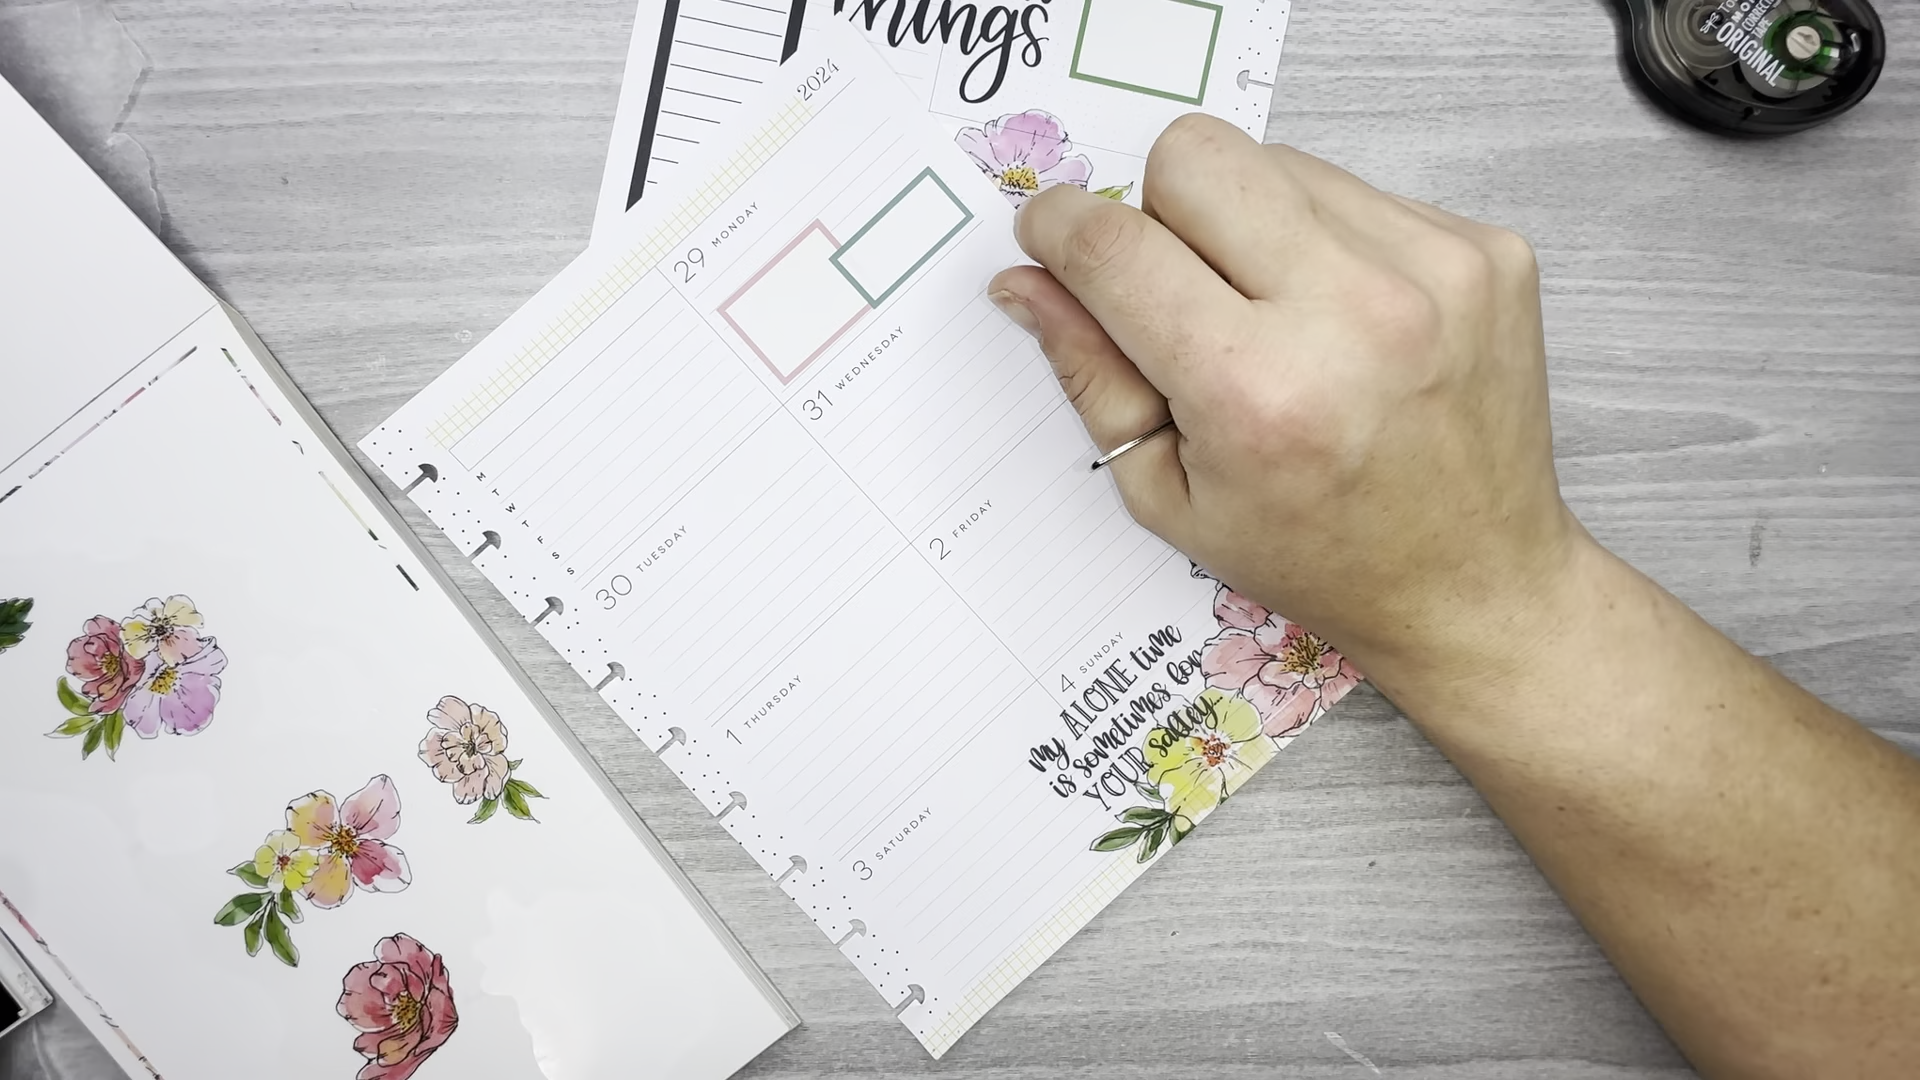 things
2024
29 MONDAY
31 WEDNESDAY
M
T
W
T
F
S
S
30 TUESDAY
2 FRIDAY
1 THURSDAY
4 SUNDAY
my ALONE time
is sometimes for
YOUR safety.
3 SATURDAY
ORIGINAL